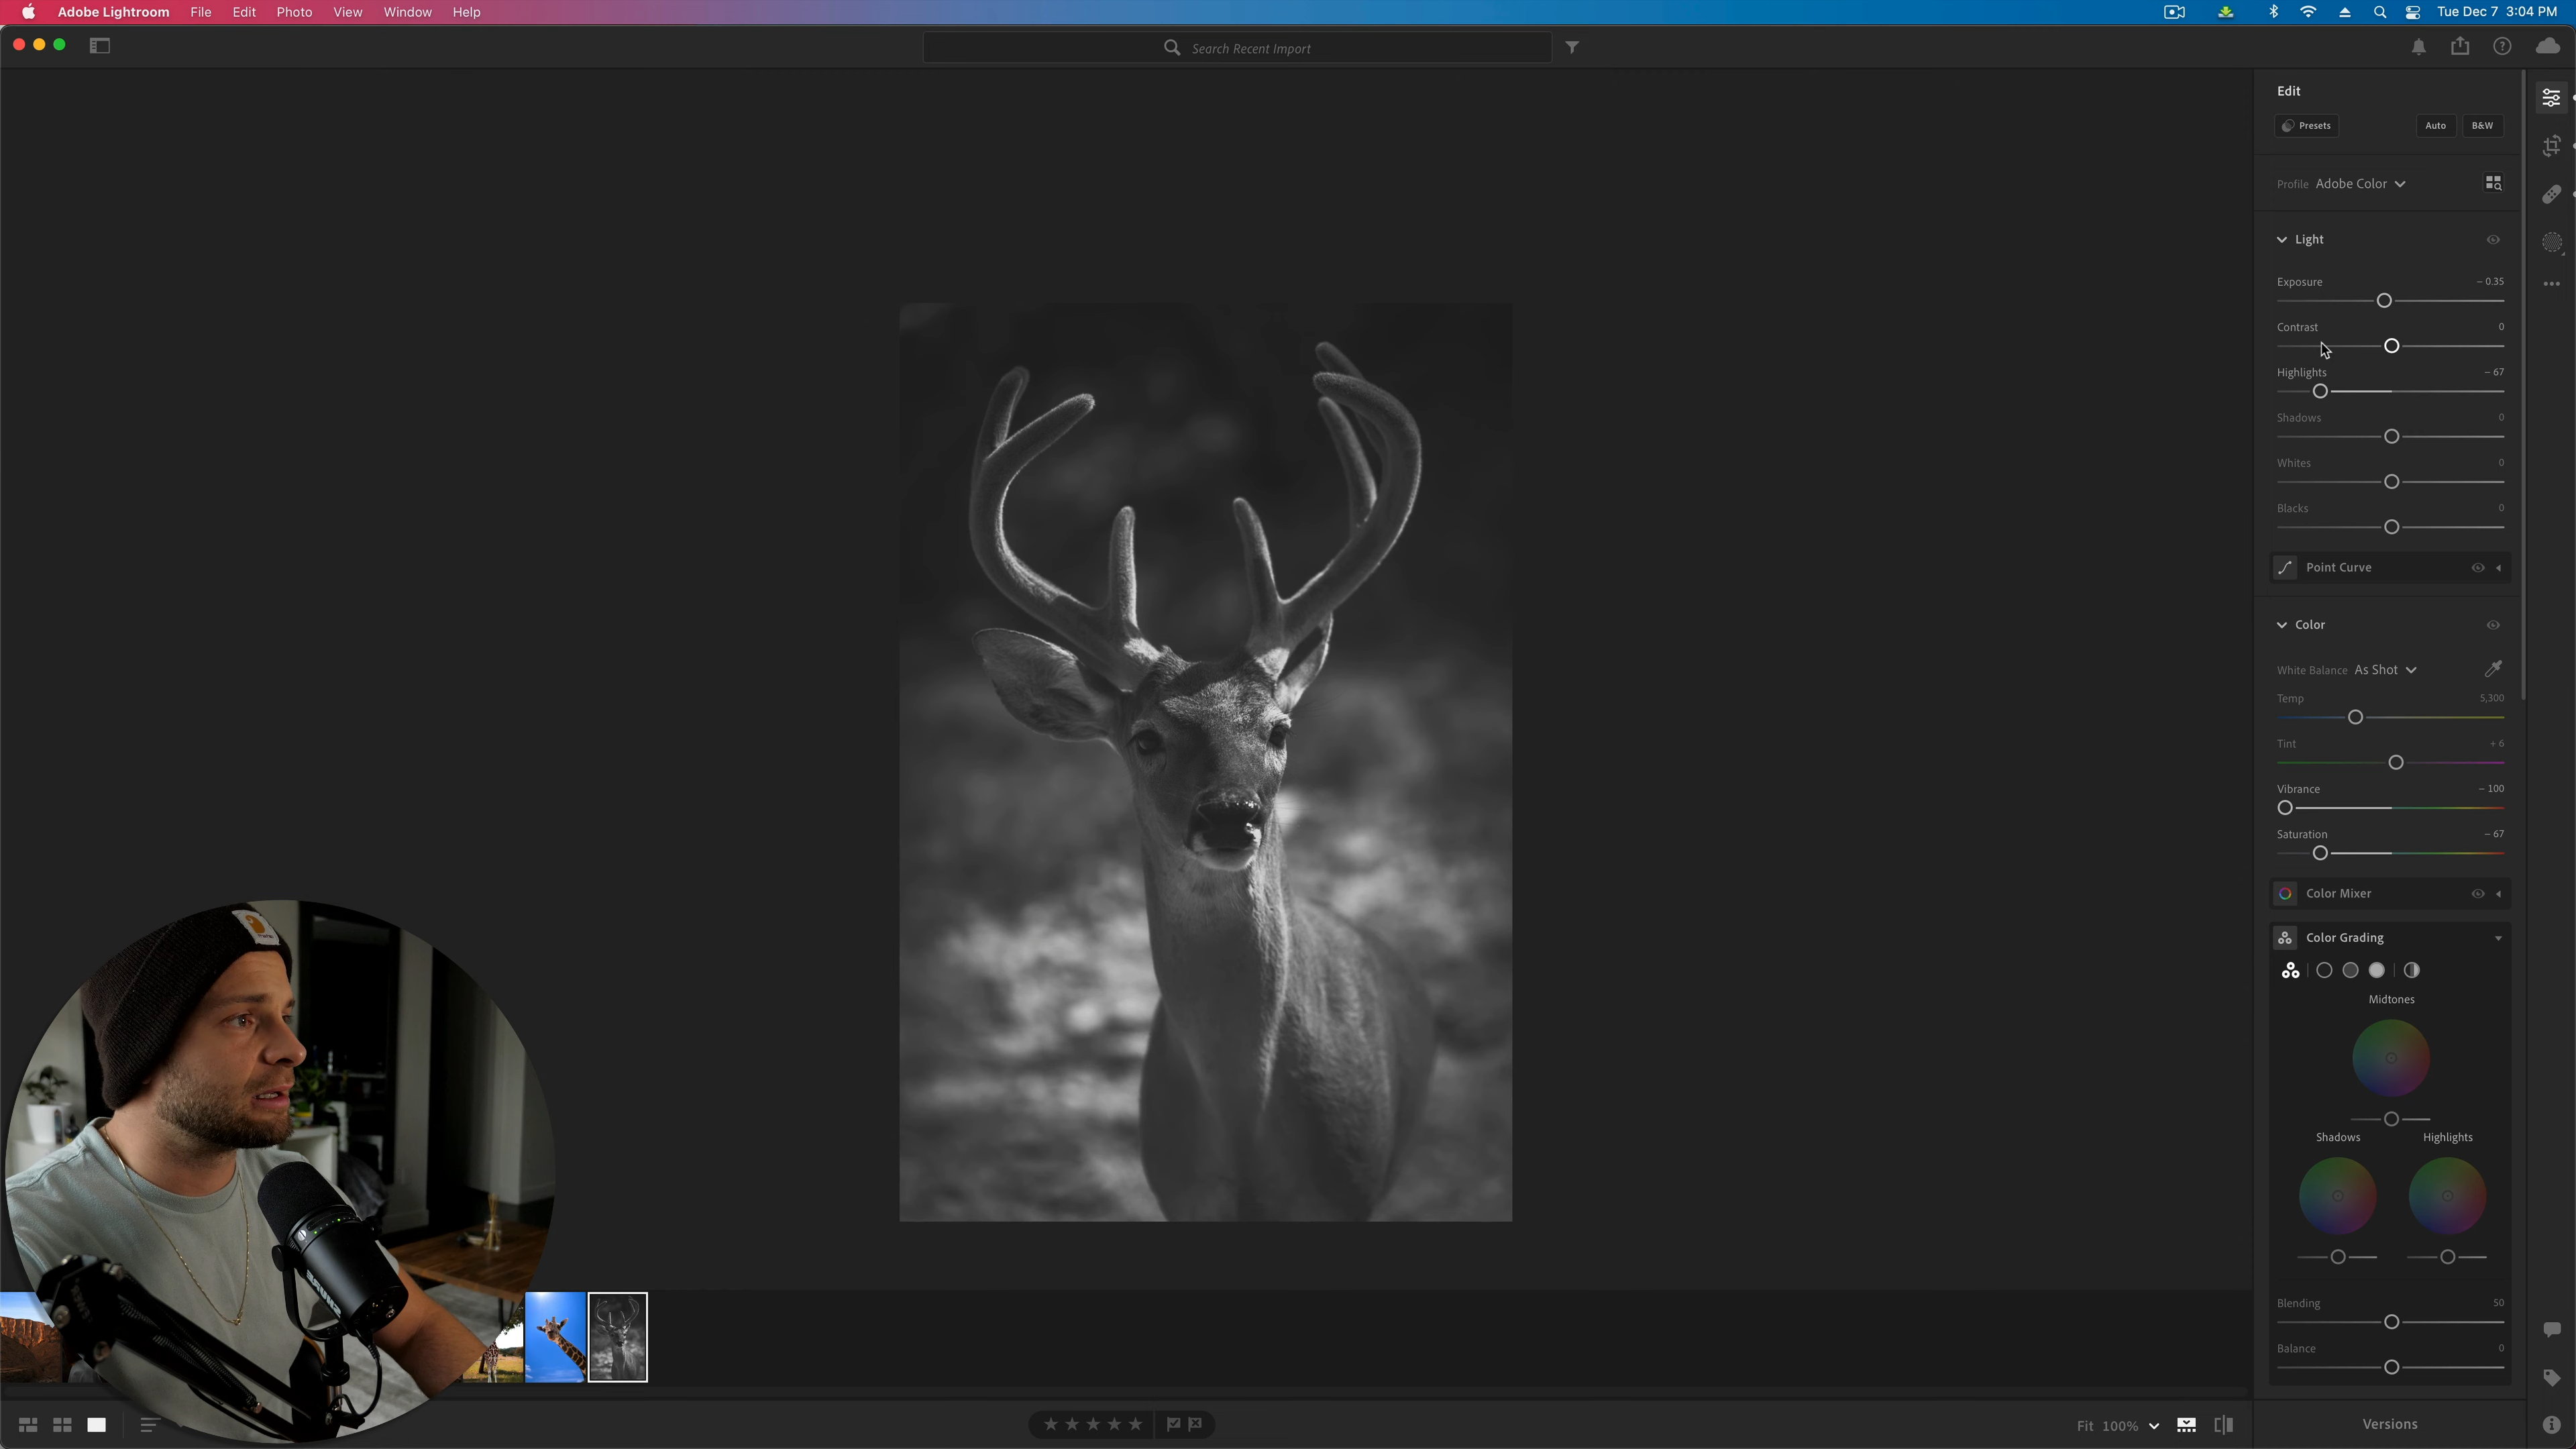 Adobe Lightroom File Edit Photo View Window Help Tue Dec 7 3:04 PM
Search Recent Import
Edit
Presets Auto B&W
Profile Adobe Color
Light
Exposure − 0.35
Contrast 0
Highlights − 67
Shadows 0
Whites 0
Blacks 0
Point Curve
Color
White Balance As Shot
Temp 5,300
Tint + 6
Vibrance − 100
Saturation − 67
Color Mixer
Color Grading
Midtones
Shadows Highlights
Blending 50
Balance 0
Fit 100% Versions